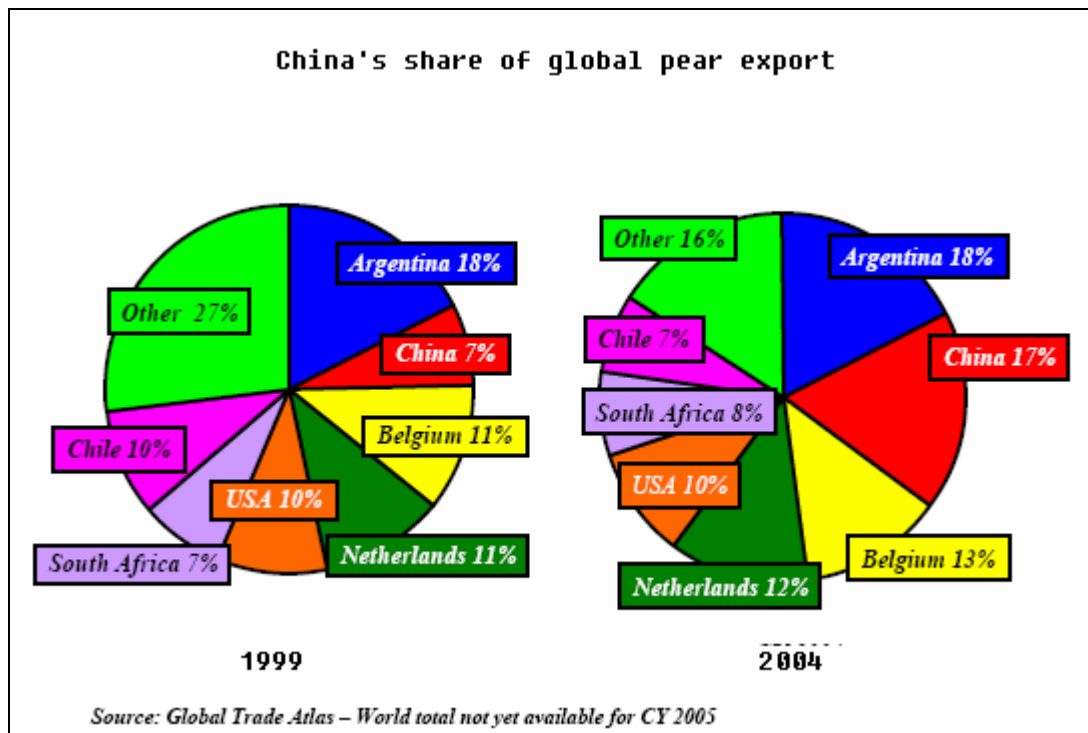 China's share of global pear export
Argentina 18%
China 7%
Belgium 11%
Netherlands 11%
USA 10%
South Africa 7%
Chile 10%
Other 27%
1999
Argentina 18%
China 17%
Belgium 13%
Netherlands 12%
USA 10%
South Africa 8%
Chile 7%
Other 16%
2004
Source: Global Trade Atlas – World total not yet available for CY 2005